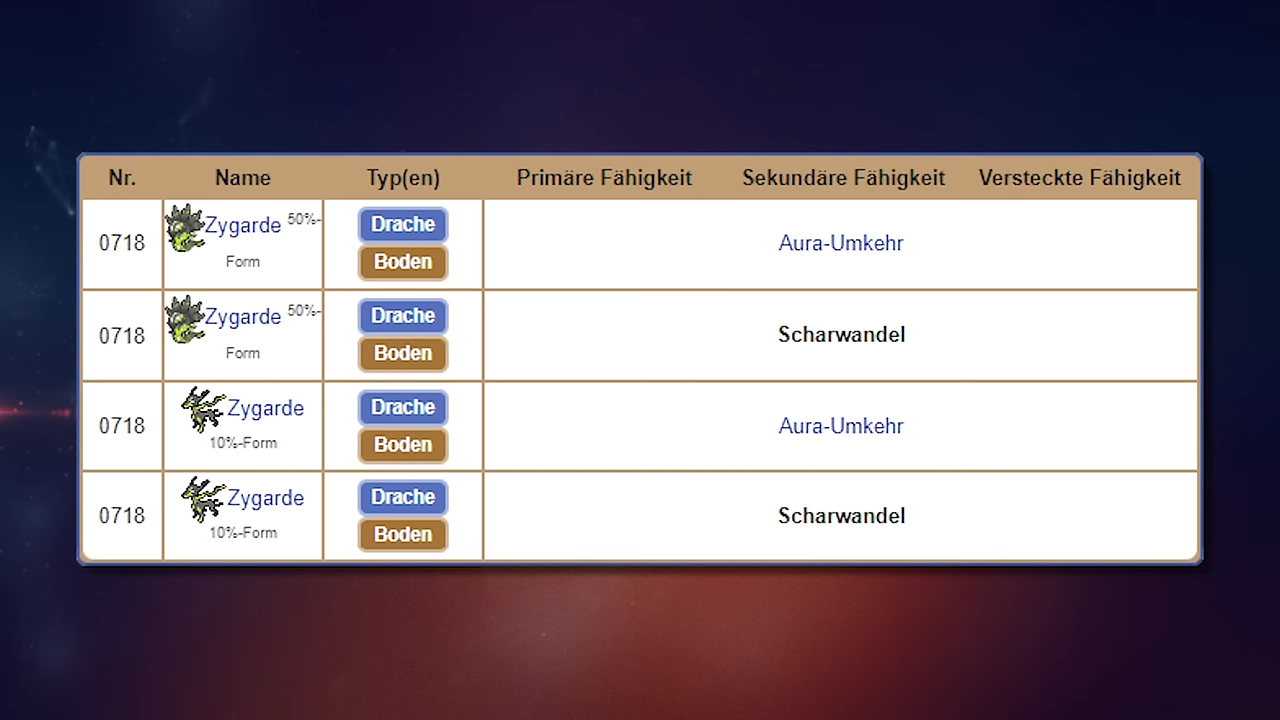 Nr. Name Typ(en) Primäre Fähigkeit Sekundäre Fähigkeit Versteckte Fähigkeit
0718 Zygarde 50%-Form Drache Boden Aura-Umkehr
0718 Zygarde 50%-Form Drache Boden Scharwandel
0718 Zygarde 10%-Form Drache Boden Aura-Umkehr
0718 Zygarde 10%-Form Drache Boden Scharwandel